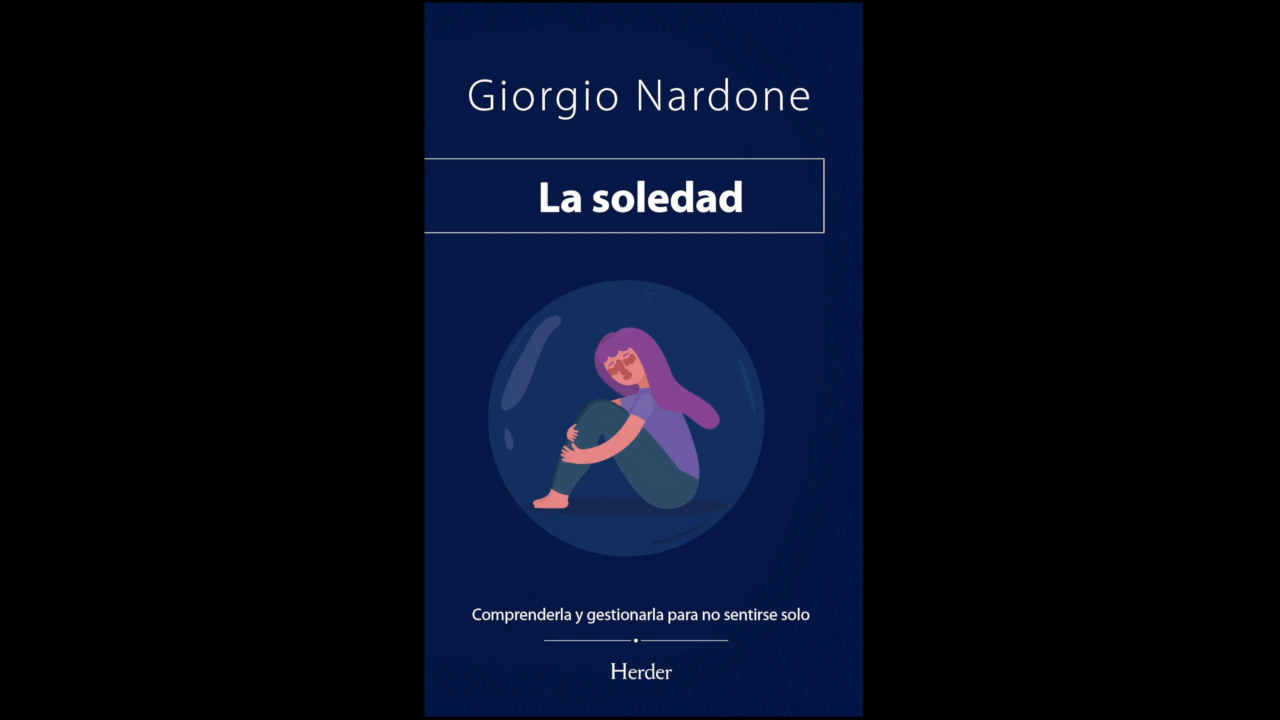 Giorgio Nardone
La soledad
Comprenderla y gestionarla para no sentirse solo
Herder